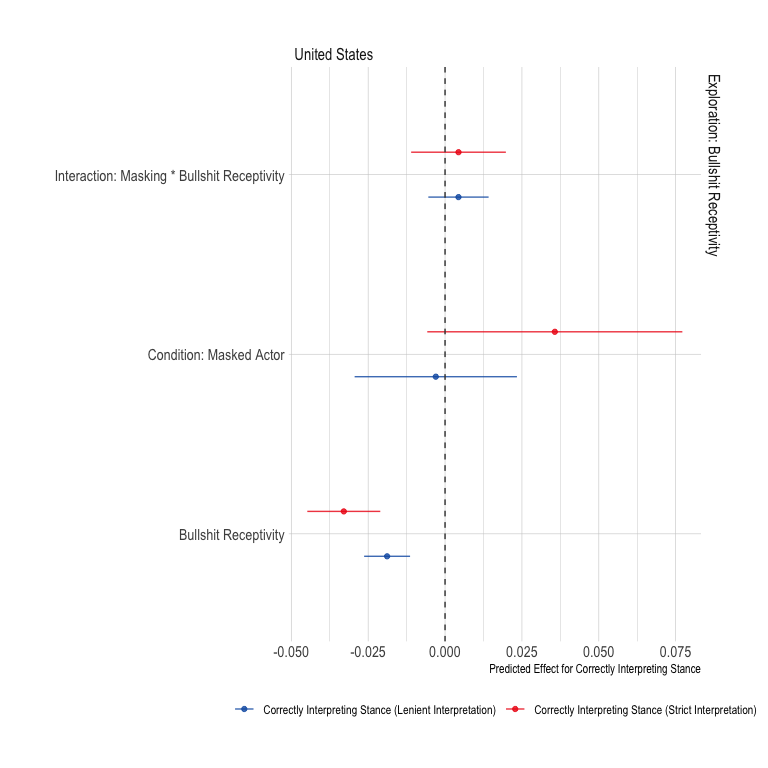 United States
Exploration: Bullshit Receptivity
Interaction: Masking * Bullshit Receptivity
Condition: Masked Actor
Bullshit Receptivity
-0.050 -0.025 0.000 0.025 0.050 0.075
Predicted Effect for Correctly Interpreting Stance
Correctly Interpreting Stance (Lenient Interpretation) Correctly Interpreting Stance (Strict Interpretation)